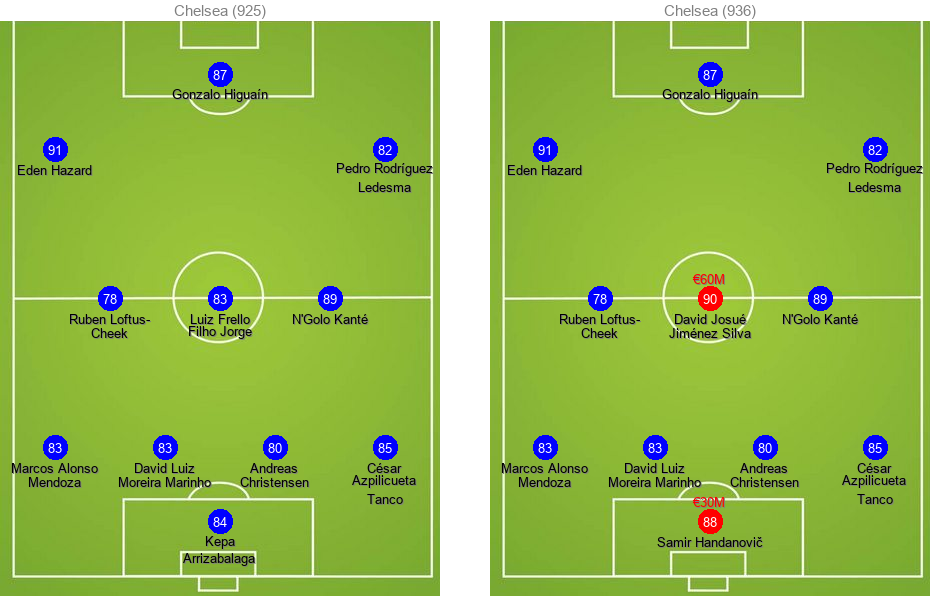 Chelsea (925)
87
Gonzalo Higuaín
91
Eden Hazard
82
Pedro Rodríguez
Ledesma
78
Ruben Loftus-
Cheek
83
Luiz Frello
Filho Jorge
89
N'Golo Kanté
83
Marcos Alonso
Mendoza
83
David Luiz
Moreira Marinho
80
Andreas
Christensen
85
César
Azpilicueta
Tanco
84
Kepa
Arrizabalaga
Chelsea (936)
87
Gonzalo Higuaín
91
Eden Hazard
82
Pedro Rodríguez
Ledesma
78
Ruben Loftus-
Cheek
€60M
90
David Josué
Jiménez Silva
89
N'Golo Kanté
83
Marcos Alonso
Mendoza
83
David Luiz
Moreira Marinho
80
Andreas
Christensen
85
César
Azpilicueta
Tanco
€30M
88
Samir Handanovič